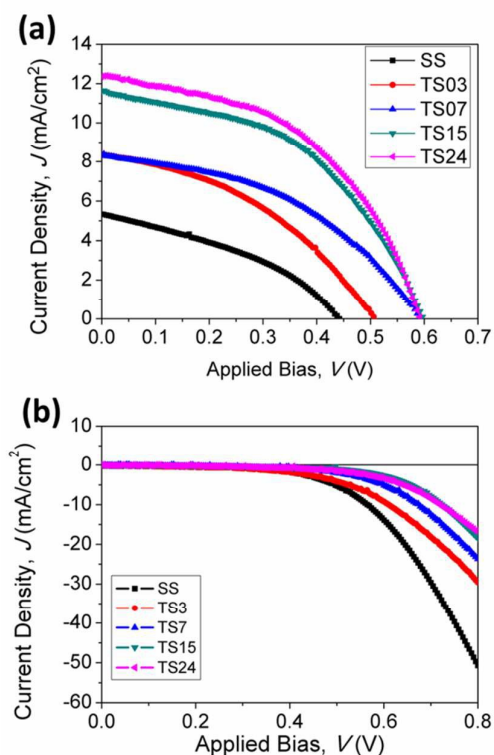 (a)
14
12
10
8
6
4
2
0
Current Density, J (mA/cm²)
SS
TS03
TS07
TS15
TS24
0.0 0.1 0.2 0.3 0.4 0.5 0.6 0.7
Applied Bias, V (V)
(b)
10
0
-10
-20
-30
-40
-50
-60
Current Density, J (mA/cm²)
SS
TS3
TS7
TS15
TS24
0.0 0.2 0.4 0.6 0.8
Applied Bias, V (V)